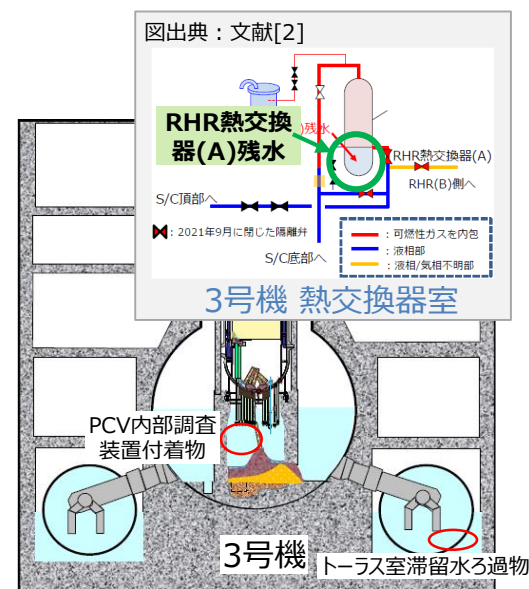 図出典：文献[2]
RHR熱交換
器(A)残水
残水
RHR熱交換器(A)
RHR(B)側へ
S/C頂部へ
：2021年9月に閉じた隔離弁
S/C底部へ
：可燃性ガスを内包
：液相部
：液相/気相不明部
3号機 熱交換器室
PCV内部調査
装置付着物
3号機
トーラス室滞留水ろ過物